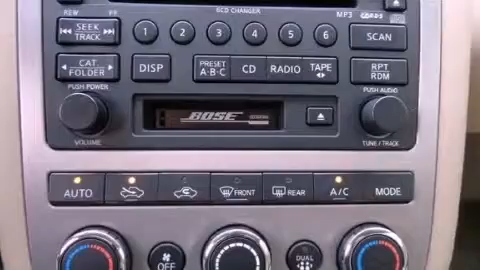 REW FF 6CD CHANGER MP3 RDS
SEEK TRACK 1 2 3 4 5 6 SCAN
CAT. FOLDER DISP PRESET A·B·C CD RADIO TAPE RPT RDM
PUSH POWER PUSH AUDIO
BOSE
VOLUME TUNE / TRACK
AUTO FRONT REAR A/C MODE
OFF DUAL